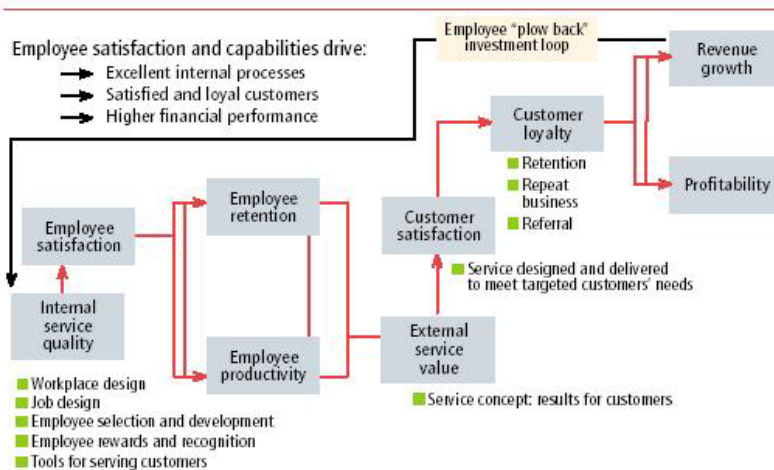 Employee satisfaction and capabilities drive:
Excellent internal processes
Satisfied and loyal customers
Higher financial performance
Employee “plow back”
investment loop
Revenue
growth
Customer
loyalty
Retention
Repeat
business
Referral
Profitability
Employee
retention
Employee
satisfaction
Customer
satisfaction
Service designed and delivered
to meet targeted customers’ needs
Internal
service
quality
Employee
productivity
External
service
value
Workplace design
Job design
Employee selection and development
Employee rewards and recognition
Tools for serving customers
Service concept: results for customers